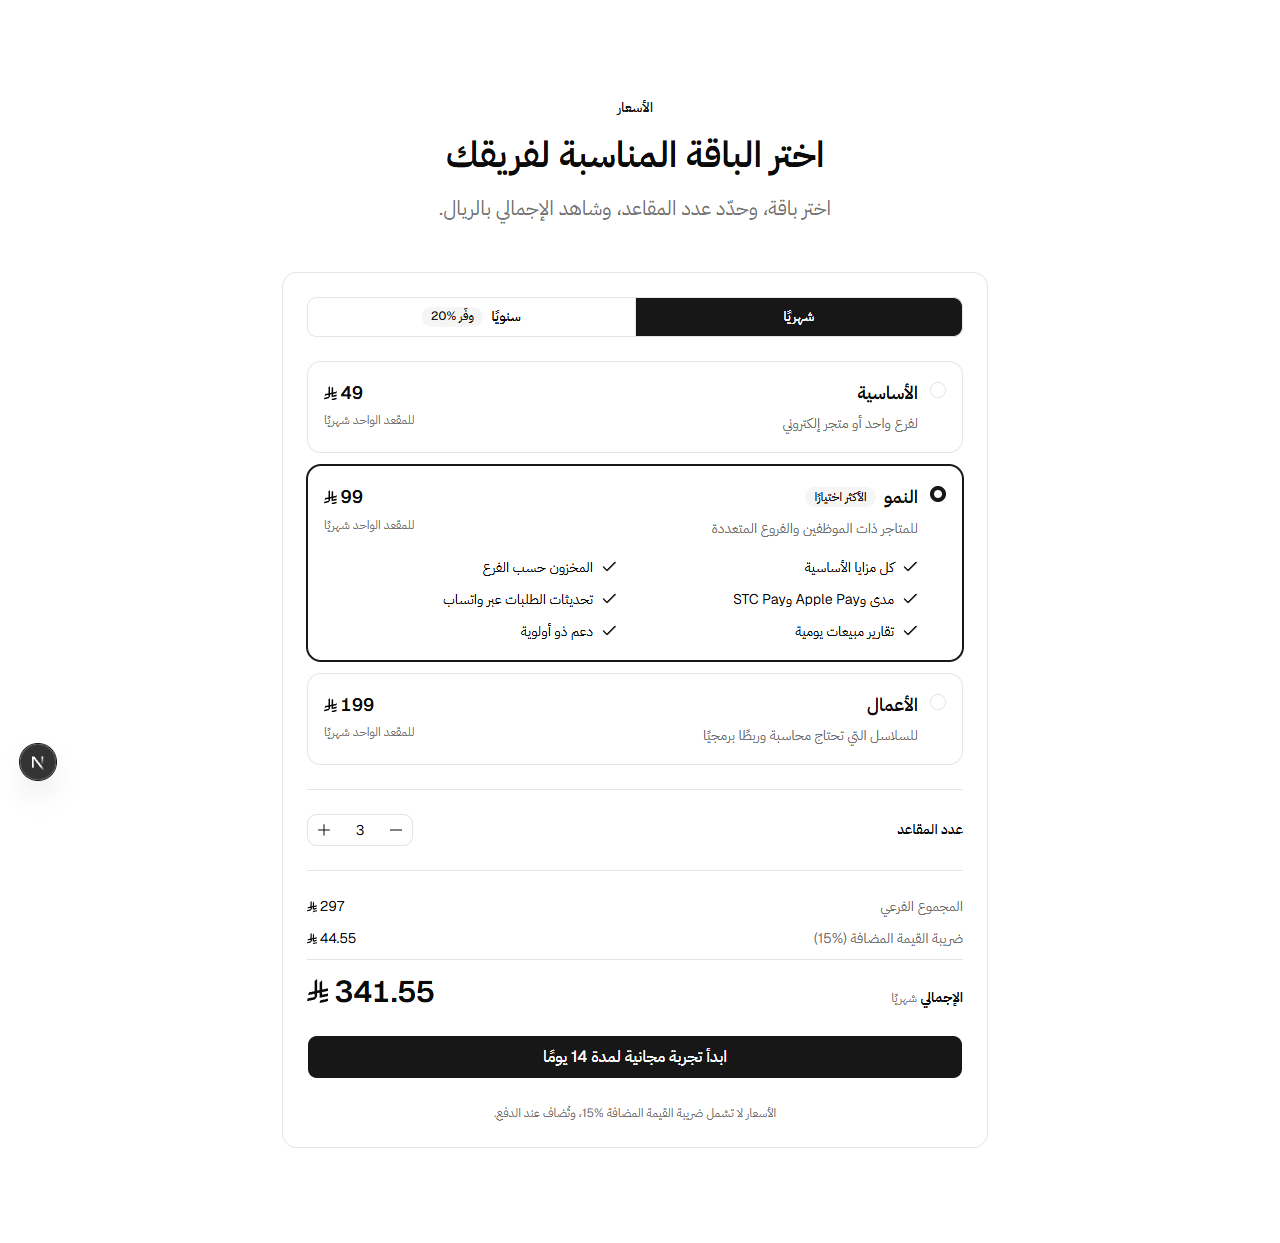 الأسعار
اختر الباقة المناسبة لفريقك
اختر باقة، وحدّد عدد المقاعد، وشاهد الإجمالي بالريال.
شهريًا
سنويًا وفّر 20%
الأساسية
49 ⃁
لفرع واحد أو متجر إلكتروني
للمقعد الواحد شهريًا
النمو الأكثر اختيارًا
99 ⃁
للمتاجر ذات الموظفين والفروع المتعددة
للمقعد الواحد شهريًا
كل مزايا الأساسية
المخزون حسب الفرع
مدى وApple Pay وSTC Pay
تحديثات الطلبات عبر واتساب
تقارير مبيعات يومية
دعم ذو أولوية
الأعمال
199 ⃁
للسلاسل التي تحتاج محاسبة وربطًا برمجيًا
للمقعد الواحد شهريًا
عدد المقاعد
− 3 +
المجموع الفرعي
297 ⃁
ضريبة القيمة المضافة (15%)
44.55 ⃁
الإجمالي شهريًا
341.55 ⃁
ابدأ تجربة مجانية لمدة 14 يومًا
الأسعار لا تشمل ضريبة القيمة المضافة 15%، وتُضاف عند الدفع.
N